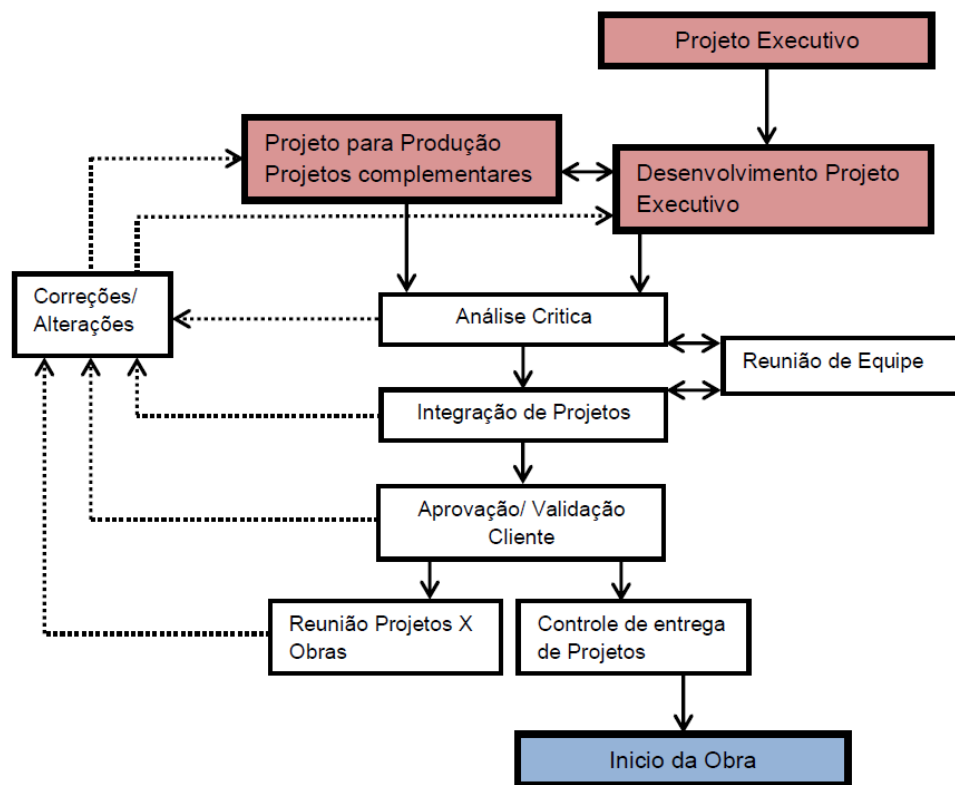 Projeto Executivo
Projeto para Produção
Projetos complementares
Desenvolvimento Projeto
Executivo
Correções/
Alterações
Análise Critica
Reunião de Equipe
Integração de Projetos
Aprovação/ Validação
Cliente
Reunião Projetos X
Obras
Controle de entrega
de Projetos
Inicio da Obra